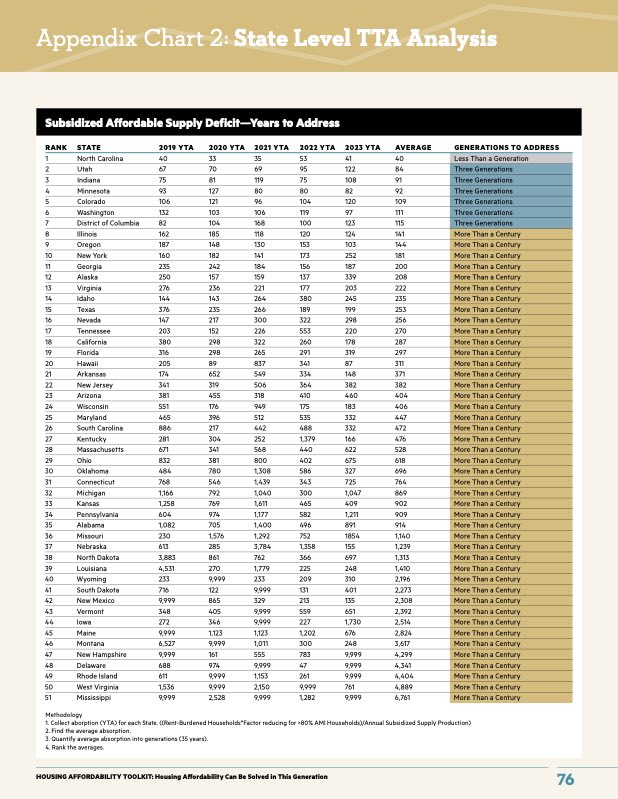 Appendix Chart 2: State Level TTA Analysis
Subsidized Affordable Supply Deficit—Years to Address
RANK STATE 2019 YTA 2020 YTA 2021 YTA 2022 YTA 2023 YTA AVERAGE GENERATIONS TO ADDRESS
1 North Carolina 40 33 35 53 41 40 Less Than a Generation
2 Utah 67 70 69 95 122 84 Three Generations
3 Indiana 75 81 119 75 108 91 Three Generations
4 Minnesota 93 127 80 80 82 92 Three Generations
5 Colorado 106 121 96 104 120 109 Three Generations
6 Washington 132 103 106 119 97 111 Three Generations
7 District of Columbia 82 104 168 100 123 115 Three Generations
8 Illinois 162 185 118 120 124 141 More Than a Century
9 Oregon 187 148 130 153 103 144 More Than a Century
10 New York 160 182 141 173 252 181 More Than a Century
11 Georgia 235 242 184 156 187 200 More Than a Century
12 Alaska 250 157 159 137 339 208 More Than a Century
13 Virginia 276 236 221 177 203 222 More Than a Century
14 Idaho 144 143 264 380 245 235 More Than a Century
15 Texas 376 235 266 189 199 253 More Than a Century
16 Nevada 147 217 300 322 298 256 More Than a Century
17 Tennessee 203 152 226 553 220 270 More Than a Century
18 California 380 298 322 260 178 287 More Than a Century
19 Florida 316 298 265 291 319 297 More Than a Century
20 Hawaii 205 89 837 341 87 311 More Than a Century
21 Arkansas 174 652 549 334 148 371 More Than a Century
22 New Jersey 341 319 506 364 382 382 More Than a Century
23 Arizona 381 455 318 410 460 404 More Than a Century
24 Wisconsin 551 176 949 175 183 406 More Than a Century
25 Maryland 465 396 512 535 332 447 More Than a Century
26 South Carolina 886 217 442 488 332 472 More Than a Century
27 Kentucky 281 304 252 1,379 166 476 More Than a Century
28 Massachusetts 671 341 568 440 622 528 More Than a Century
29 Ohio 832 381 800 402 675 618 More Than a Century
30 Oklahoma 484 780 1,308 586 327 696 More Than a Century
31 Connecticut 768 546 1,439 343 725 764 More Than a Century
32 Michigan 1,166 792 1,040 300 1,047 869 More Than a Century
33 Kansas 1,258 769 1,611 465 409 902 More Than a Century
34 Pennsylvania 604 974 1,177 582 1,211 909 More Than a Century
35 Alabama 1,082 705 1,400 496 891 914 More Than a Century
36 Missouri 230 1,576 1,292 752 1854 1,140 More Than a Century
37 Nebraska 613 285 3,784 1,358 155 1,239 More Than a Century
38 North Dakota 3,883 861 762 366 697 1,313 More Than a Century
39 Louisiana 4,531 270 1,779 225 248 1,410 More Than a Century
40 Wyoming 233 9,999 233 209 310 2,196 More Than a Century
41 South Dakota 716 122 9,999 131 401 2,273 More Than a Century
42 New Mexico 9,999 865 329 213 135 2,308 More Than a Century
43 Vermont 348 405 9,999 559 651 2,392 More Than a Century
44 Iowa 272 346 9,999 227 1,730 2,514 More Than a Century
45 Maine 9,999 1,123 1,123 1,202 676 2,824 More Than a Century
46 Montana 6,527 9,999 1,011 300 248 3,617 More Than a Century
47 New Hampshire 9,999 161 555 783 9,999 4,299 More Than a Century
48 Delaware 688 974 9,999 47 9,999 4,341 More Than a Century
49 Rhode Island 611 9,999 1,153 261 9,999 4,404 More Than a Century
50 West Virginia 1,536 9,999 2,150 9,999 761 4,889 More Than a Century
51 Mississippi 9,999 2,528 9,999 1,282 9,999 6,761 More Than a Century
Methodology
1. Collect aborption (YTA) for each State. ((Rent-Burdened Households*Factor reducing for >80% AMI Households)/Annual Subsidized Supply Production)
2. Find the average absorption.
3. Quantify average absorption into generations (35 years).
4. Rank the averages.
HOUSING AFFORDABILITY TOOLKIT: Housing Affordability Can Be Solved in This Generation 76